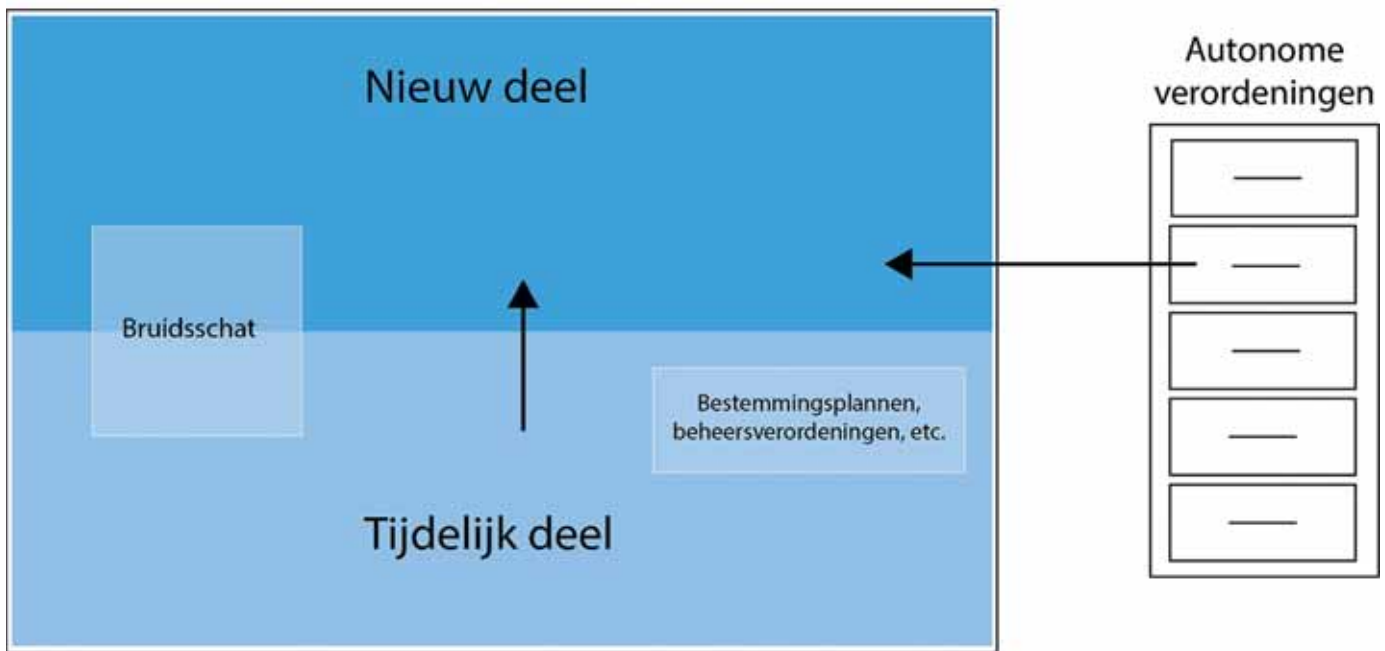 Nieuw deel
Autonome
verordeningen
Bruidsschat
Bestemmingsplannen,
beheersverordeningen, etc.
Tijdelijk deel